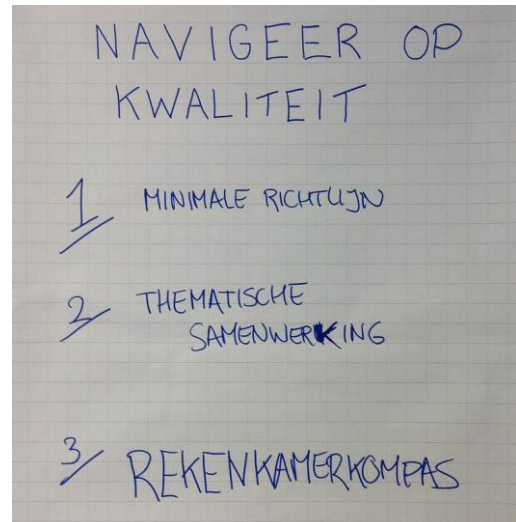 NAVIGEER OP
KWALITEIT
1/ MINIMALE RICHTLIJN
2/ THEMATISCHE
SAMENWERKING
3/ REKENKAMERKOMPAS